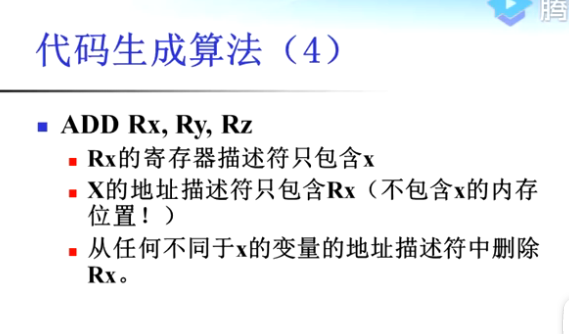 腾
代码生成算法（4）
ADD Rx, Ry, Rz
Rx的寄存器描述符只包含x
X的地址描述符只包含Rx（不包含x的内存
位置！）
从任何不同于x的变量的地址描述符中删除
Rx。